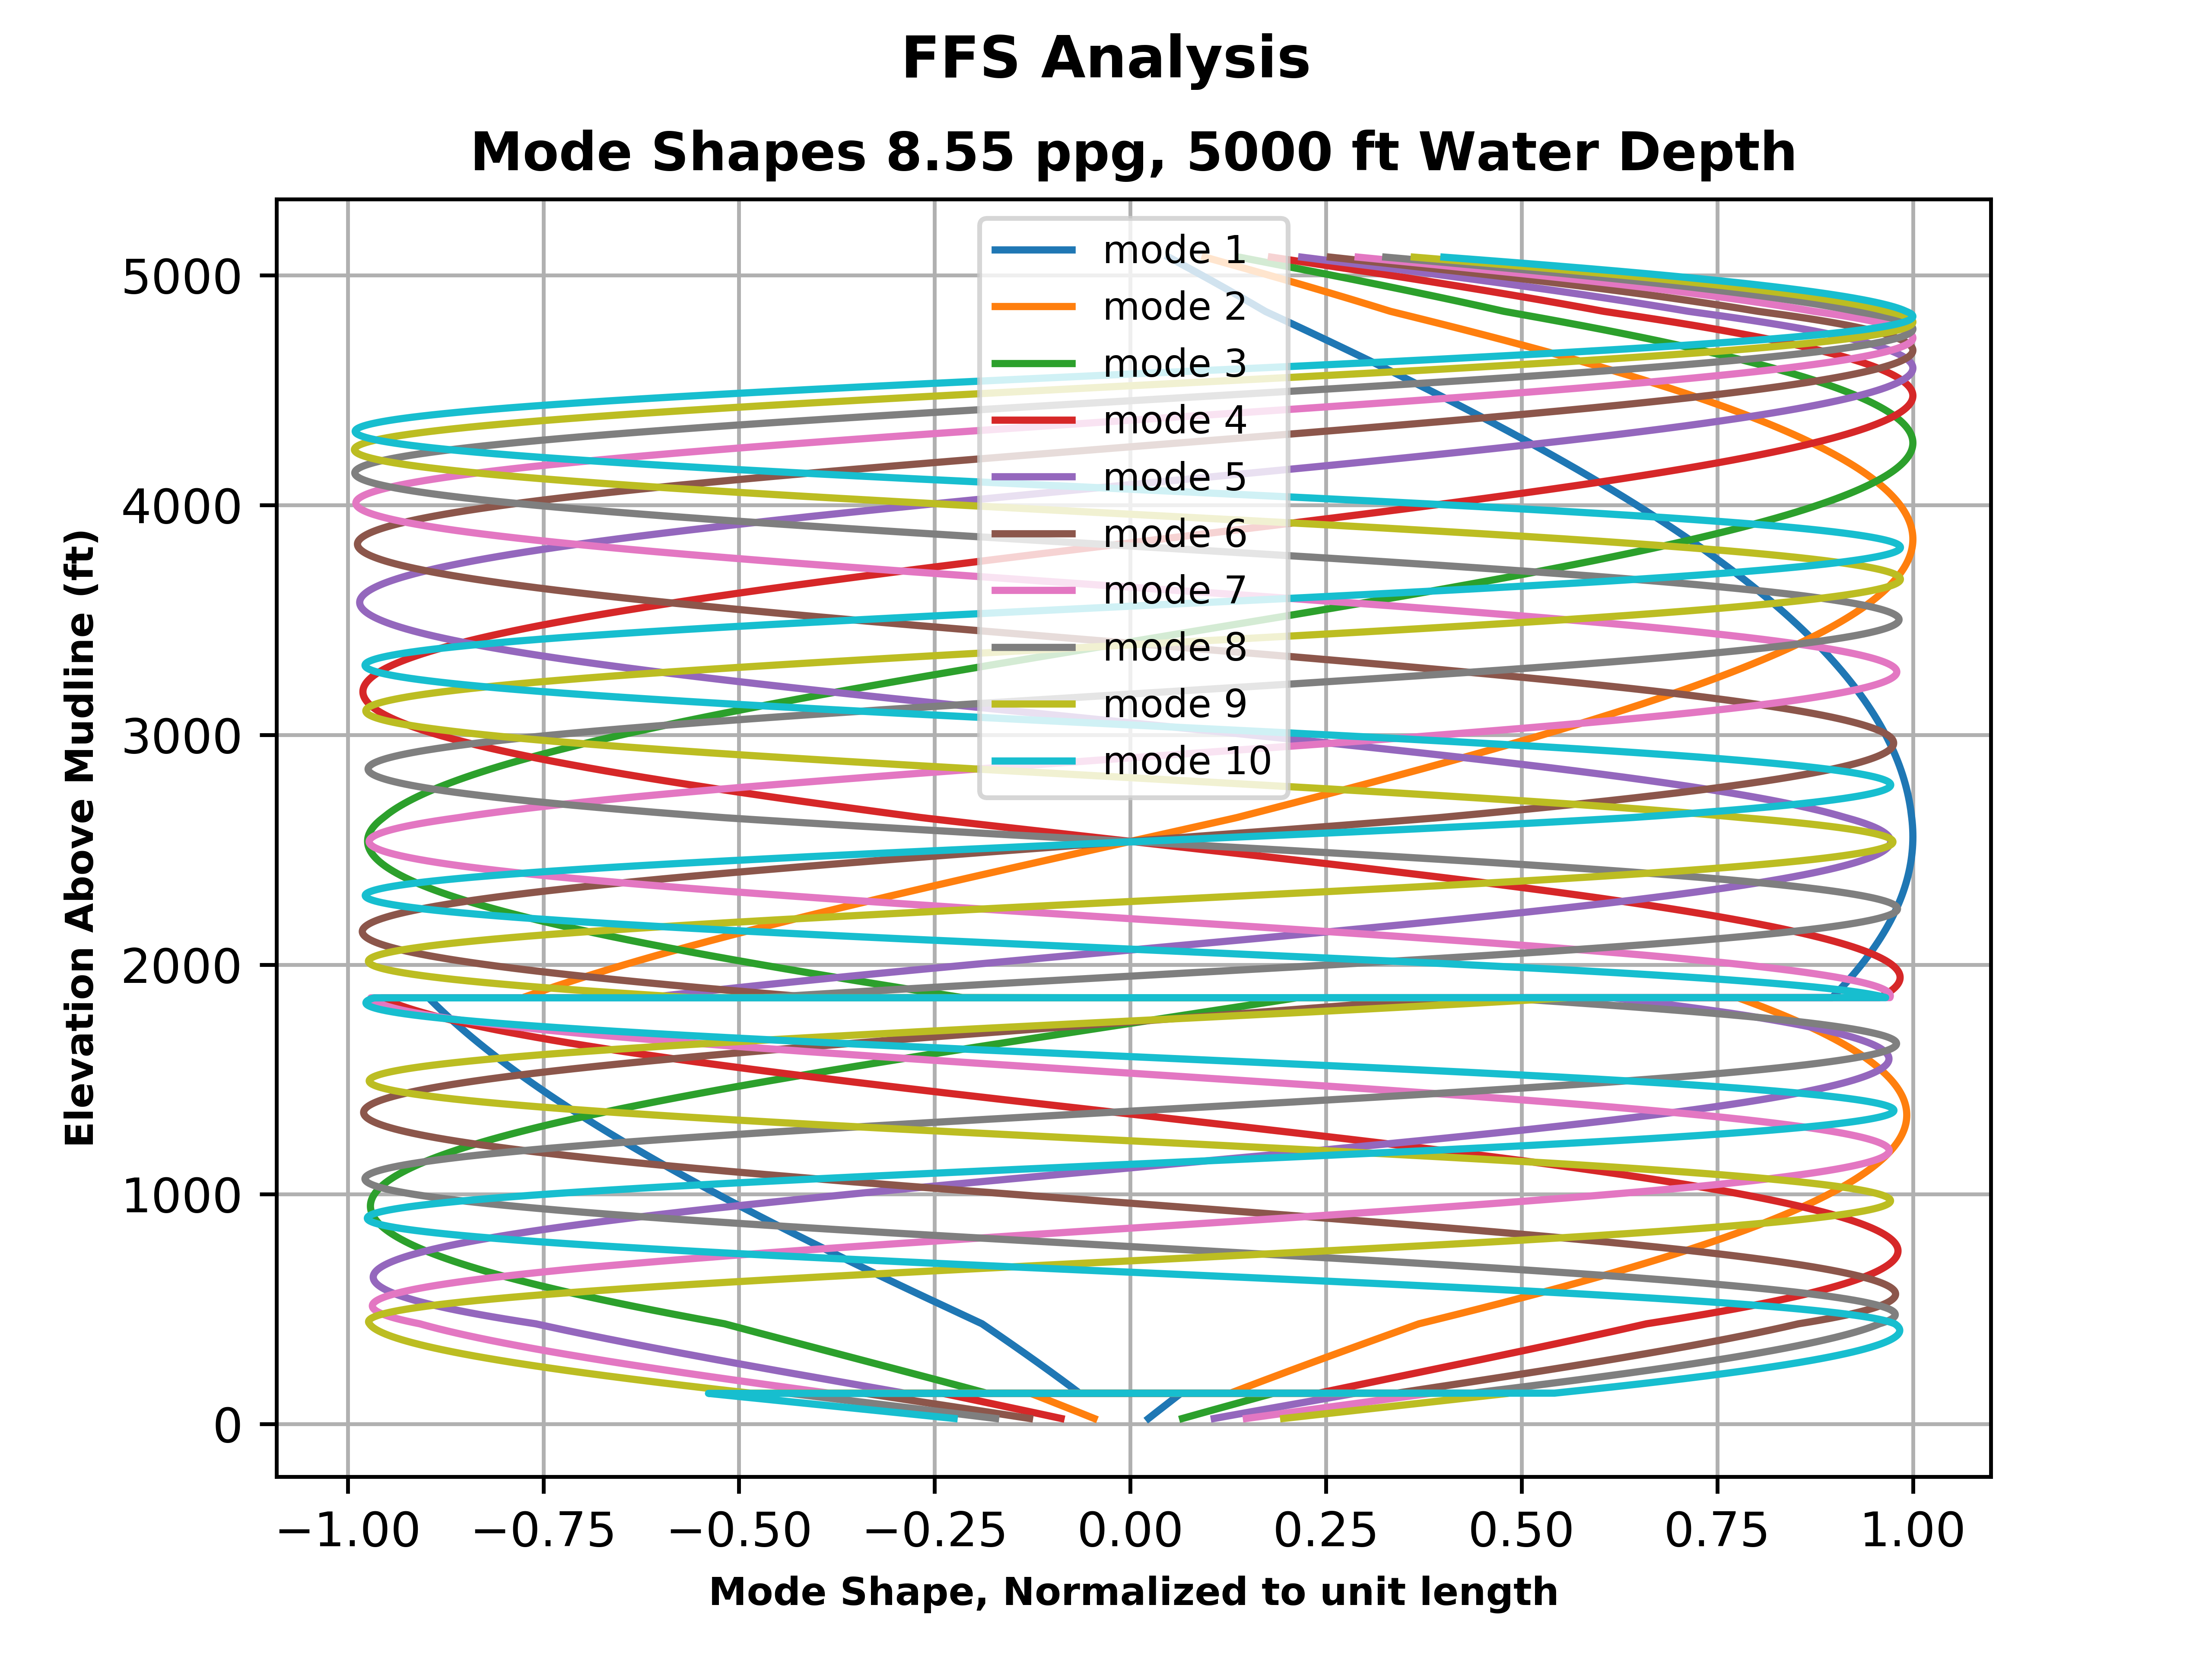 FFS Analysis
Mode Shapes 8.55 ppg, 5000 ft Water Depth
mode 1
mode 2
mode 3
mode 4
mode 5
mode 6
mode 7
mode 8
mode 9
mode 10
5000
4000
3000
2000
1000
0
Elevation Above Mudline (ft)
−1.00 −0.75 −0.50 −0.25 0.00 0.25 0.50 0.75 1.00
Mode Shape, Normalized to unit length